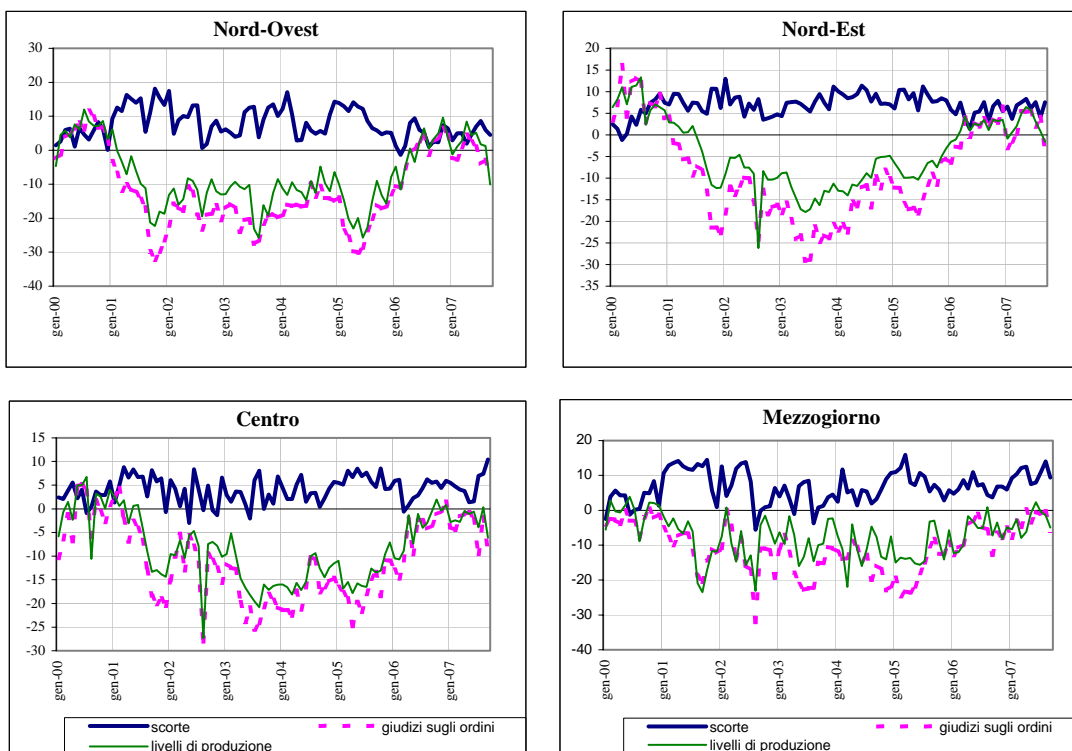 Nord-Ovest
30
20
10
0
-10
-20
-30
-40
gen-00
gen-01
gen-02
gen-03
gen-04
gen-05
gen-06
gen-07
Nord-Est
20
15
10
5
0
-5
-10
-15
-20
-25
-30
-35
gen-00
gen-01
gen-02
gen-03
gen-04
gen-05
gen-06
gen-07
Centro
15
10
5
0
-5
-10
-15
-20
-25
-30
gen-00
gen-01
gen-02
gen-03
gen-04
gen-05
gen-06
gen-07
scorte
giudizi sugli ordini
livelli di produzione
Mezzogiorno
20
10
0
-10
-20
-30
-40
gen-00
gen-01
gen-02
gen-03
gen-04
gen-05
gen-06
gen-07
scorte
giudizi sugli ordini
livelli di produzione